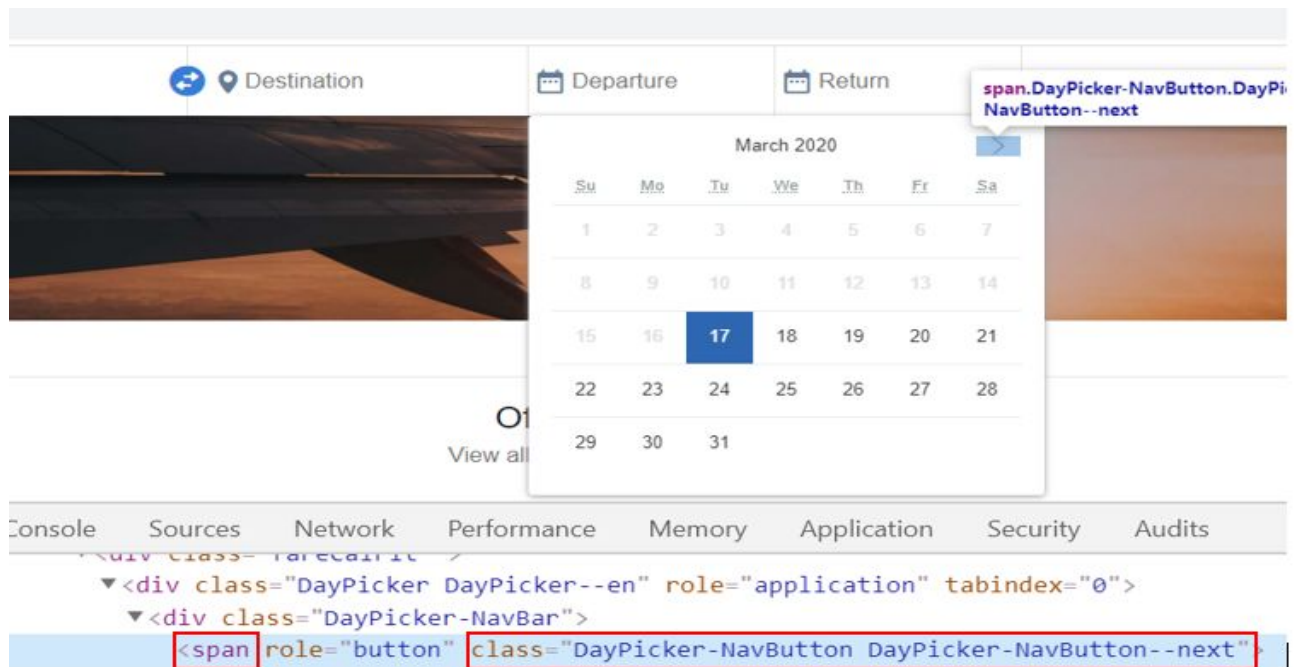 Destination
Departure
Return
span.DayPicker-NavButton.DayPi
NavButton--next
March 2020
Su Mo Tu We Th Fr Sa
1 2 3 4 5 6 7
8 9 10 11 12 13 14
15 16 17 18 19 20 21
22 23 24 25 26 27 28
29 30 31
View all
Console Sources Network Performance Memory Application Security Audits
▼<div class="DayPicker DayPicker--en" role="application" tabindex="0">
▼<div class="DayPicker-NavBar">
<span role="button" class="DayPicker-NavButton DayPicker-NavButton--next">